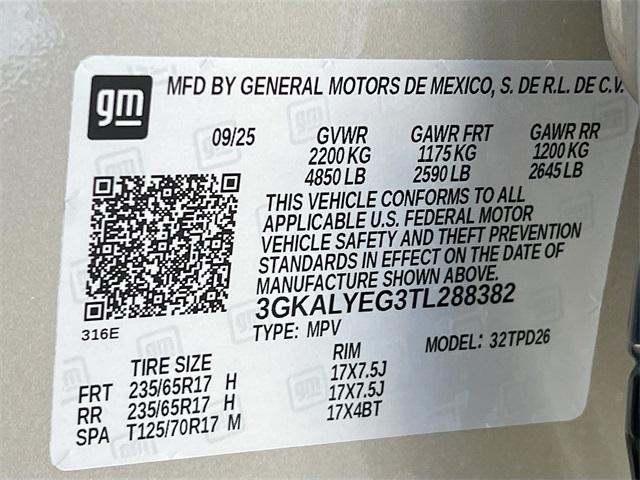 gm
MFD BY GENERAL MOTORS DE MEXICO, S. DE R.L. DE C.V.
09/25 GVWR GAWR FRT GAWR RR
2200 KG 1175 KG 1200 KG
4850 LB 2590 LB 2645 LB
THIS VEHICLE CONFORMS TO ALL
APPLICABLE U.S. FEDERAL MOTOR
VEHICLE SAFETY AND THEFT PREVENTION
STANDARDS IN EFFECT ON THE DATE OF
MANUFACTURE SHOWN ABOVE.
3GKALYEG3TL288382
316E
TYPE: MPV MODEL: 32TPD26
TIRE SIZE RIM
FRT 235/65R17 H 17X7.5J
RR 235/65R17 H 17X7.5J
SPA T125/70R17 M 17X4BT